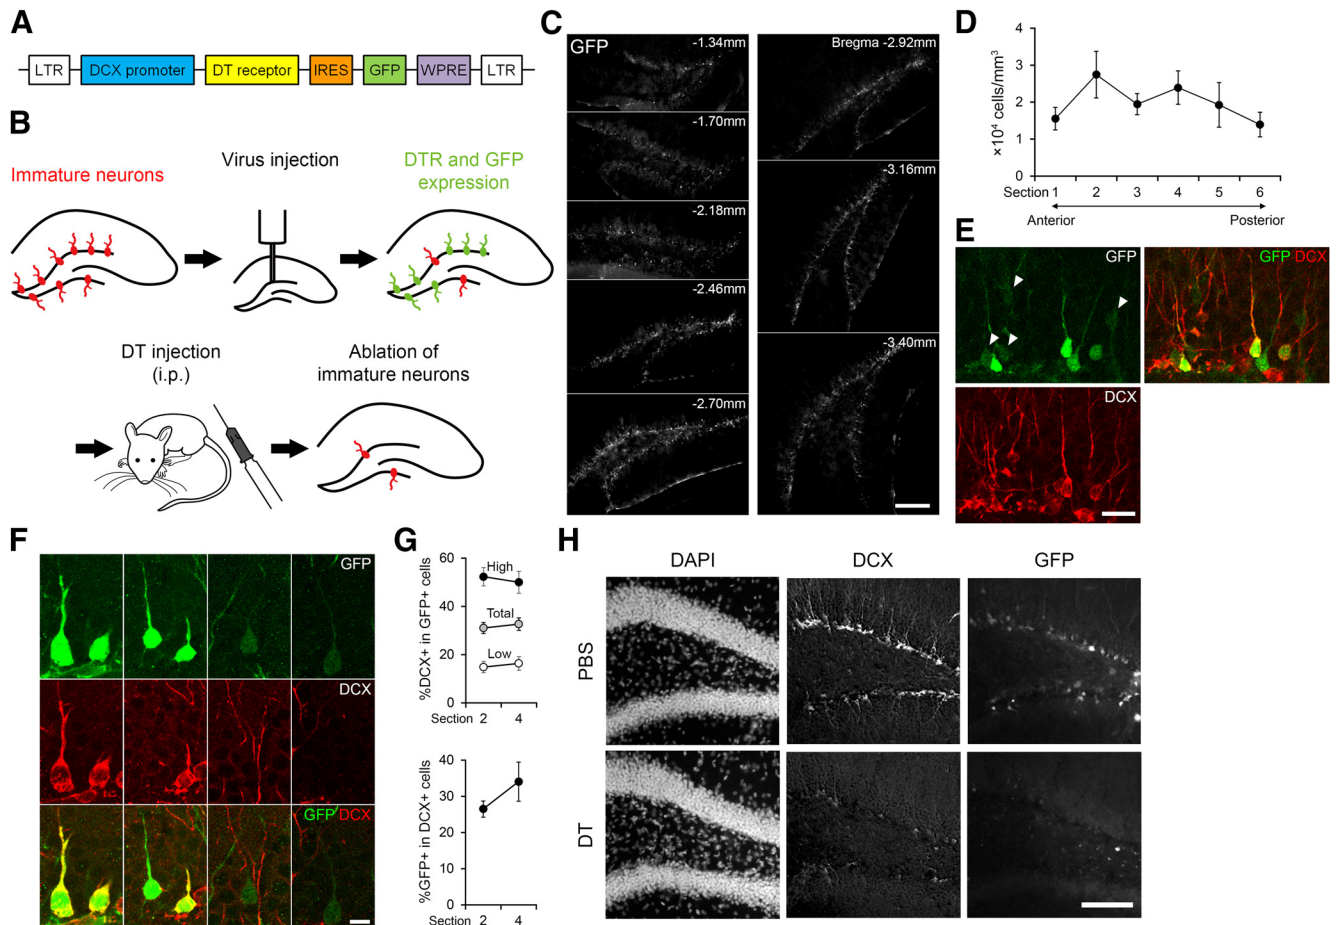 A
LTR DCX promoter DT receptor IRES GFP WPRE LTR
B
Immature neurons
Virus injection
DTR and GFP
expression
DT injection
(i.p.)
Ablation of
immature neurons
C
GFP
-1.34mm
-1.70mm
-2.18mm
-2.46mm
-2.70mm
Bregma -2.92mm
-3.16mm
-3.40mm
D
×10⁴ cells/mm³
4
3
2
1
0
Section 1 2 3 4 5 6
Anterior Posterior
E
GFP
GFP DCX
DCX
F
GFP
DCX
GFP DCX
G
%DCX+ in GFP+ cells
60
40
20
0
High
Total
Low
Section 2 4
%GFP+ in DCX+ cells
40
30
20
10
0
Section 2 4
H
DAPI DCX GFP
PBS
DT